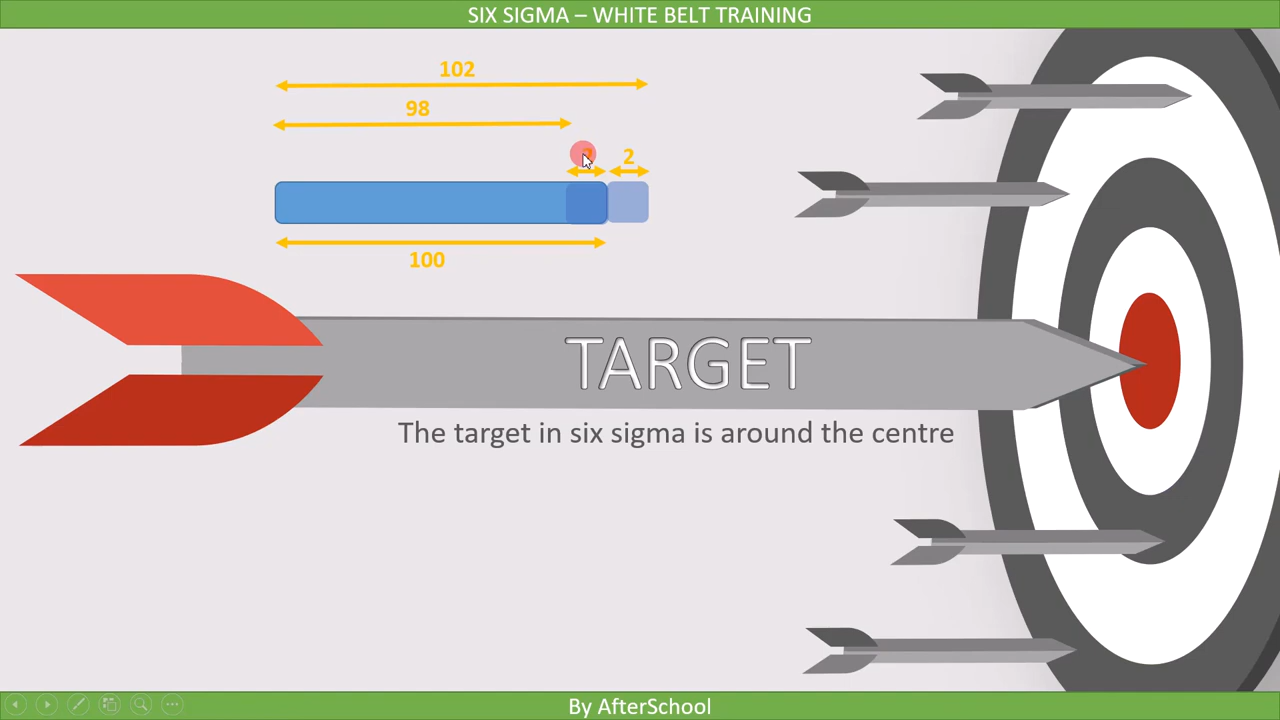 SIX SIGMA – WHITE BELT TRAINING
102
98
2
100
TARGET
The target in six sigma is around the centre
By AfterSchool